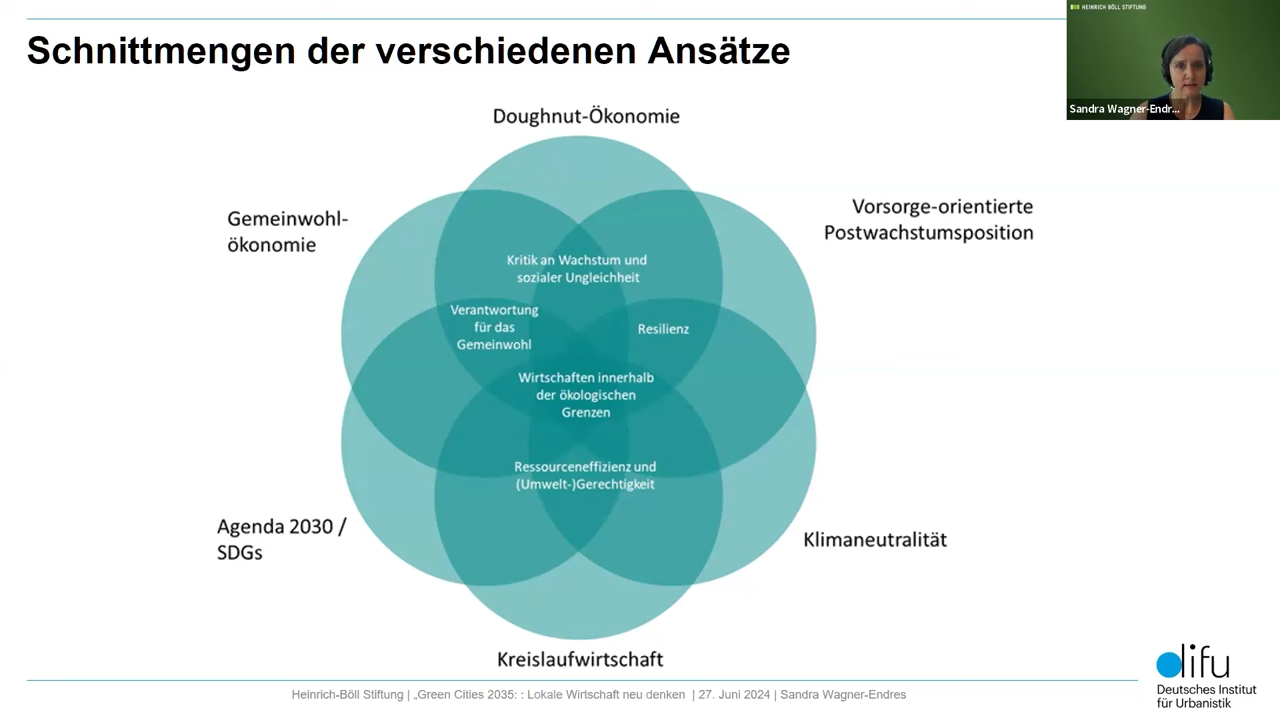 Schnittmengen der verschiedenen Ansätze
HEINRICH BÖLL STIFTUNG
Sandra Wagner-Endr...
Doughnut-Ökonomie
Gemeinwohl-
ökonomie
Vorsorge-orientierte
Postwachstumsposition
Kritik an Wachstum und
sozialer Ungleichheit
Verantwortung
für das
Gemeinwohl
Resilienz
Wirtschaften innerhalb
der ökologischen
Grenzen
Ressourceneffizienz und
(Umwelt-)Gerechtigkeit
Agenda 2030 /
SDGs
Klimaneutralität
Kreislaufwirtschaft
Heinrich-Böll Stiftung | „Green Cities 2035: : Lokale Wirtschaft neu denken | 27. Juni 2024 | Sandra Wagner-Endres
difu
Deutsches Institut
für Urbanistik